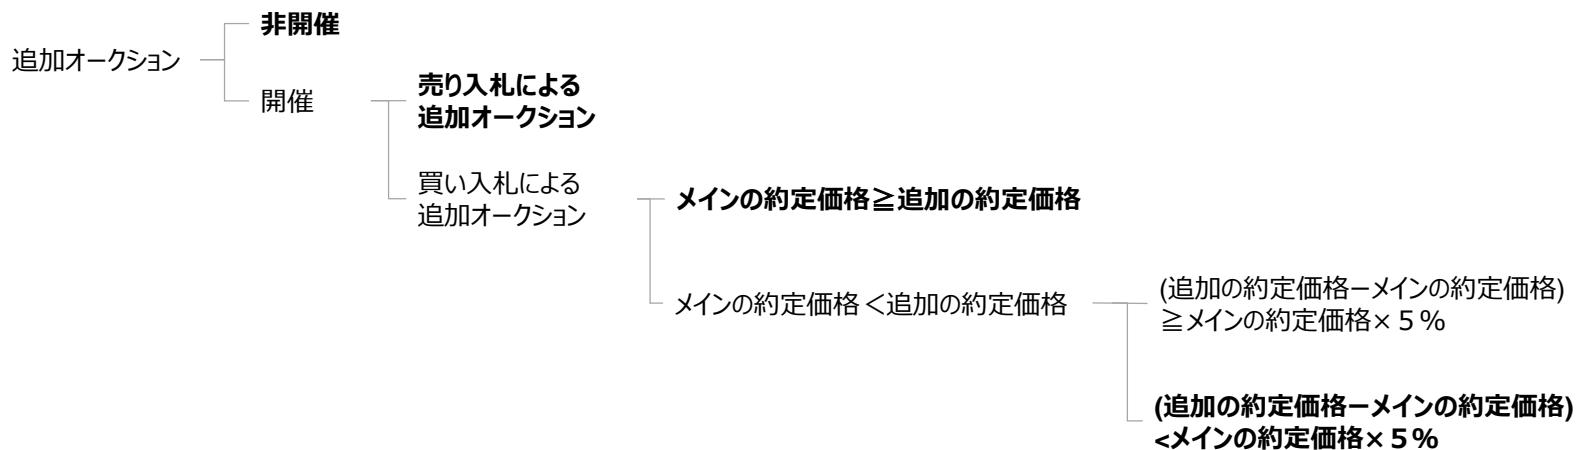 非開催
追加オークション
開催
売り入札による
追加オークション
買い入札による
追加オークション
メインの約定価格≧追加の約定価格
メインの約定価格＜追加の約定価格
(追加の約定価格ーメインの約定価格)
≧メインの約定価格×５％
(追加の約定価格ーメインの約定価格)
<メインの約定価格×５％